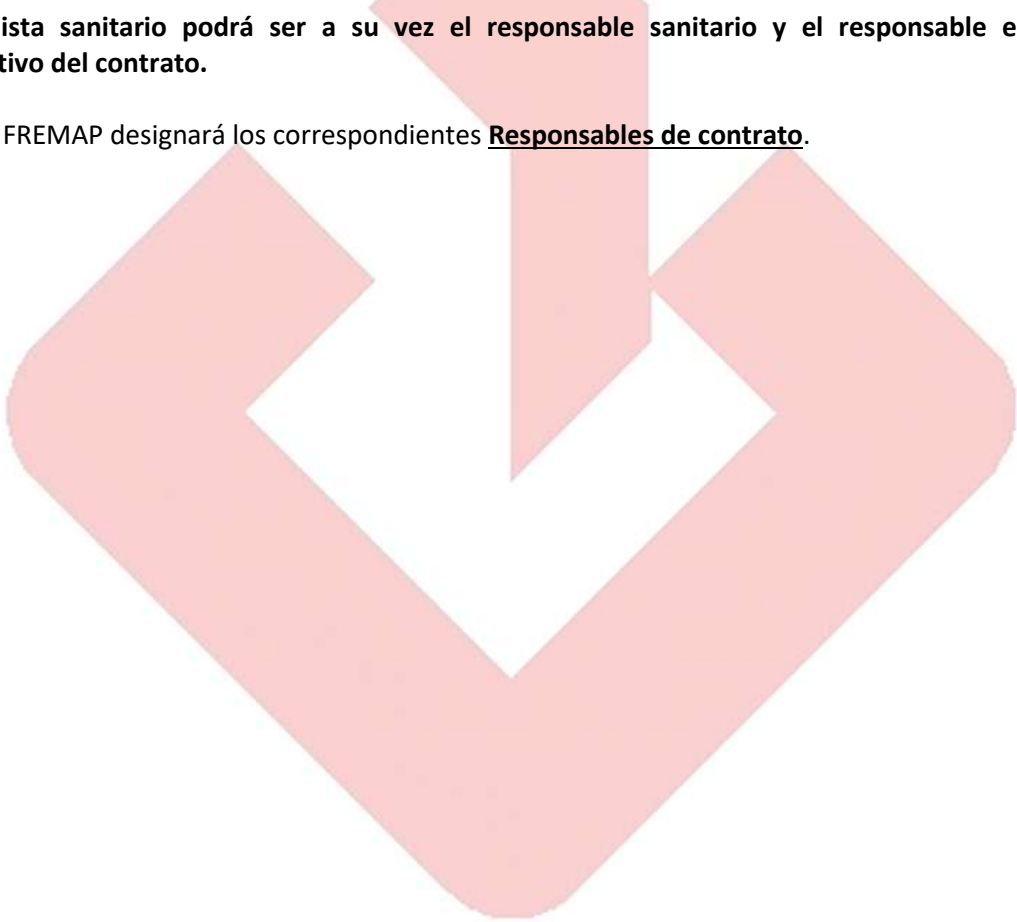 ista sanitario podrá ser a su vez el responsable sanitario y el responsable e
tivo del contrato.
FREMAP designará los correspondientes Responsables de contrato.